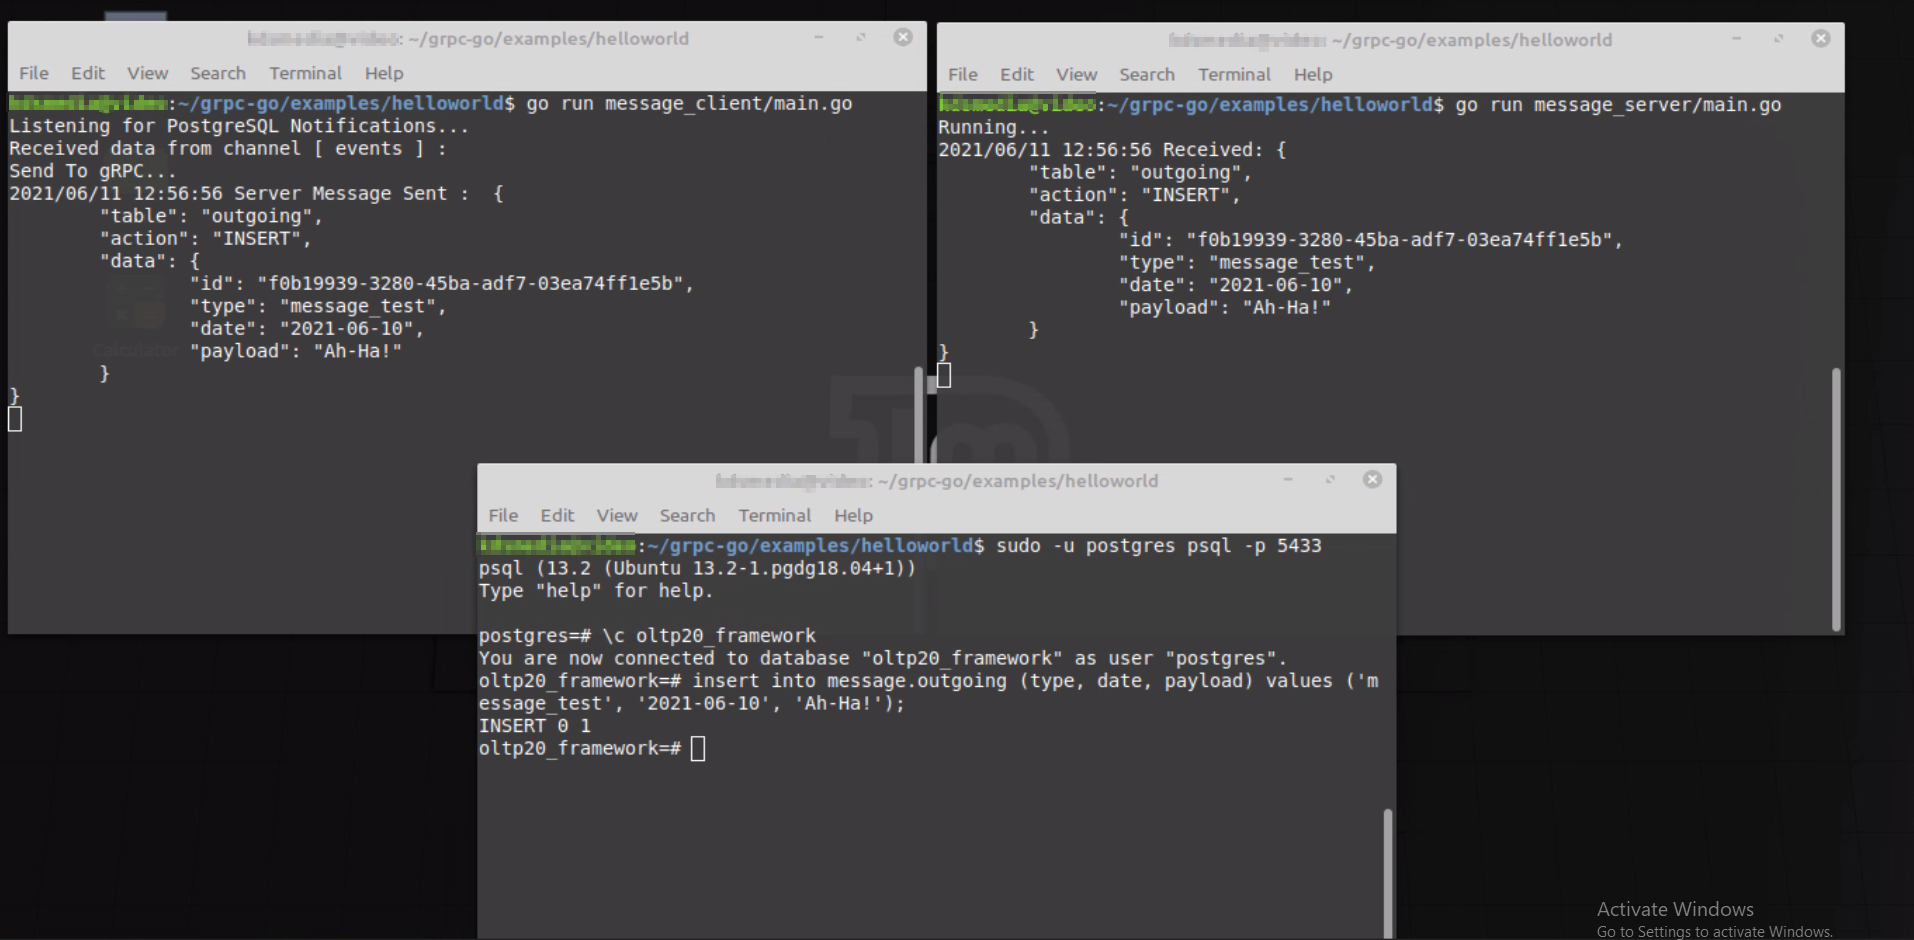 : ~/grpc-go/examples/helloworld
File Edit View Search Terminal Help
:~/grpc-go/examples/helloworld$ go run message_client/main.go
Listening for PostgreSQL Notifications...
Received data from channel [ events ] :
Send To gRPC...
2021/06/11 12:56:56 Server Message Sent :  {
"table": "outgoing",
"action": "INSERT",
"data": {
"id": "f0b19939-3280-45ba-adf7-03ea74ff1e5b",
"type": "message_test",
"date": "2021-06-10",
"payload": "Ah-Ha!"
}
}
Calculator
: ~/grpc-go/examples/helloworld
File Edit View Search Terminal Help
:~/grpc-go/examples/helloworld$ go run message_server/main.go
Running...
2021/06/11 12:56:56 Received: {
"table": "outgoing",
"action": "INSERT",
"data": {
"id": "f0b19939-3280-45ba-adf7-03ea74ff1e5b",
"type": "message_test",
"date": "2021-06-10",
"payload": "Ah-Ha!"
}
}
: ~/grpc-go/examples/helloworld
File Edit View Search Terminal Help
:~/grpc-go/examples/helloworld$ sudo -u postgres psql -p 5433
psql (13.2 (Ubuntu 13.2-1.pgdg18.04+1))
Type "help" for help.
postgres=# \c oltp20_framework
You are now connected to database "oltp20_framework" as user "postgres".
oltp20_framework=# insert into message.outgoing (type, date, payload) values ('m
essage_test', '2021-06-10', 'Ah-Ha!');
INSERT 0 1
oltp20_framework=#
Activate Windows
Go to Settings to activate Windows.